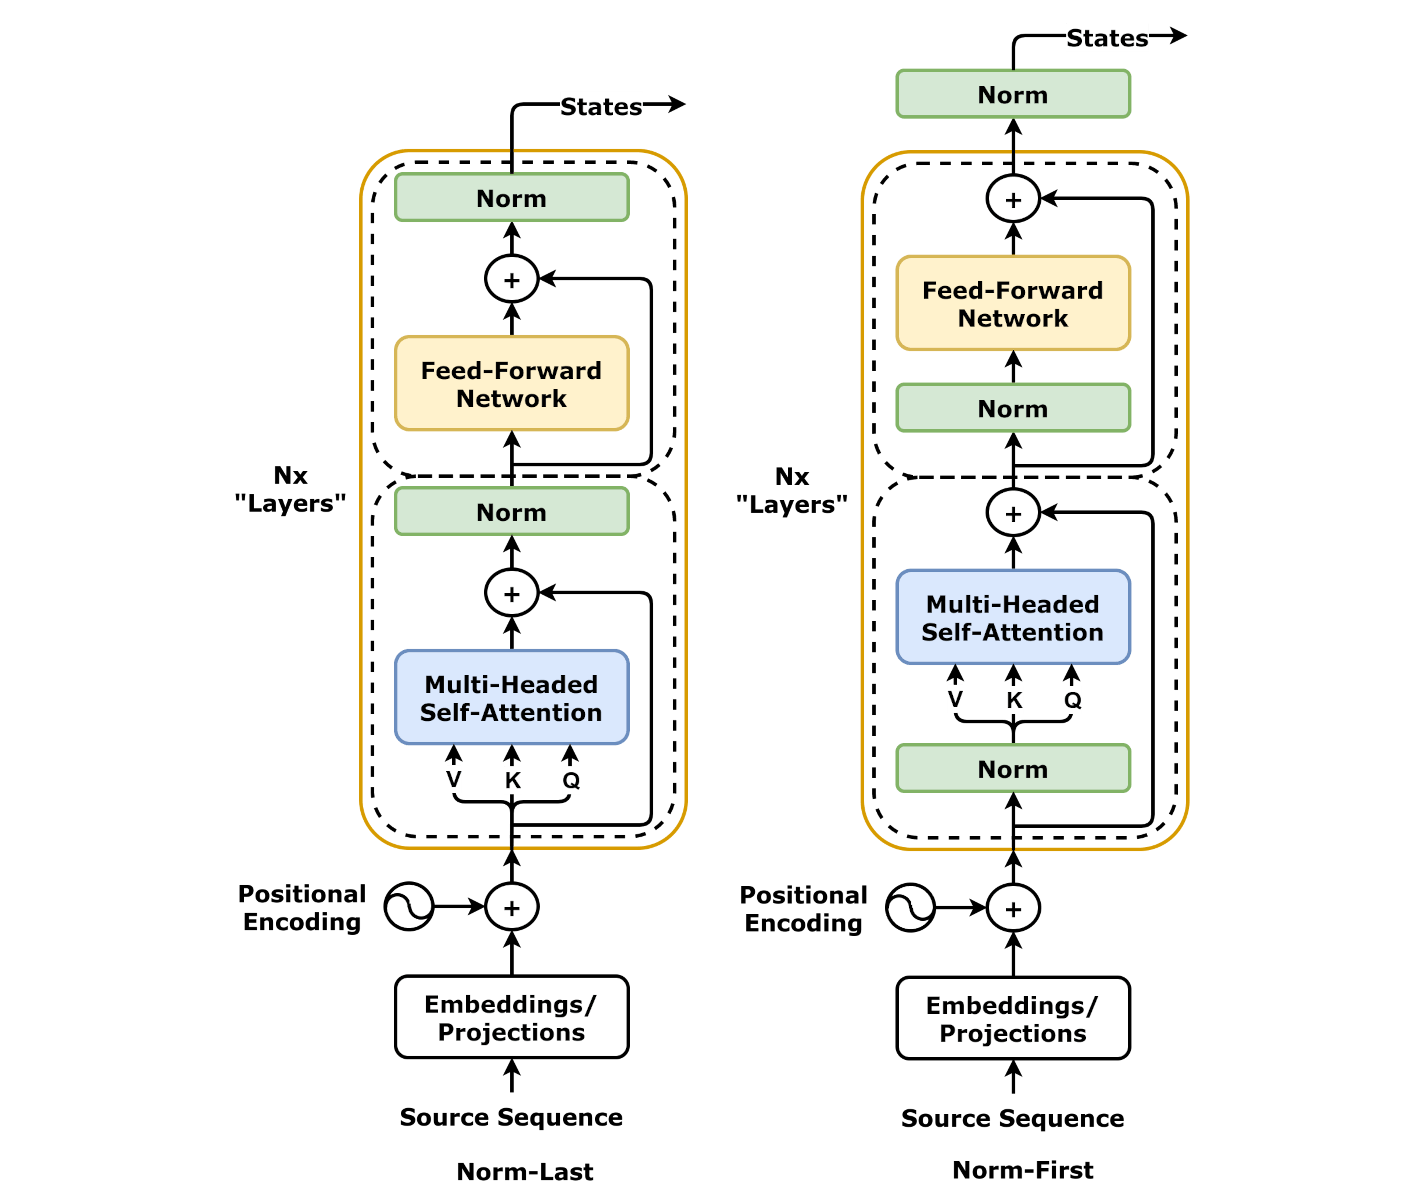 States
Norm
+
Feed-Forward
Network
Nx
"Layers"
Norm
+
Multi-Headed
Self-Attention
V K Q
Positional
Encoding
+
Embeddings/
Projections
Source Sequence
Norm-Last
States
Norm
+
Feed-Forward
Network
Norm
Nx
"Layers"
+
Multi-Headed
Self-Attention
V K Q
Norm
Positional
Encoding
+
Embeddings/
Projections
Source Sequence
Norm-First